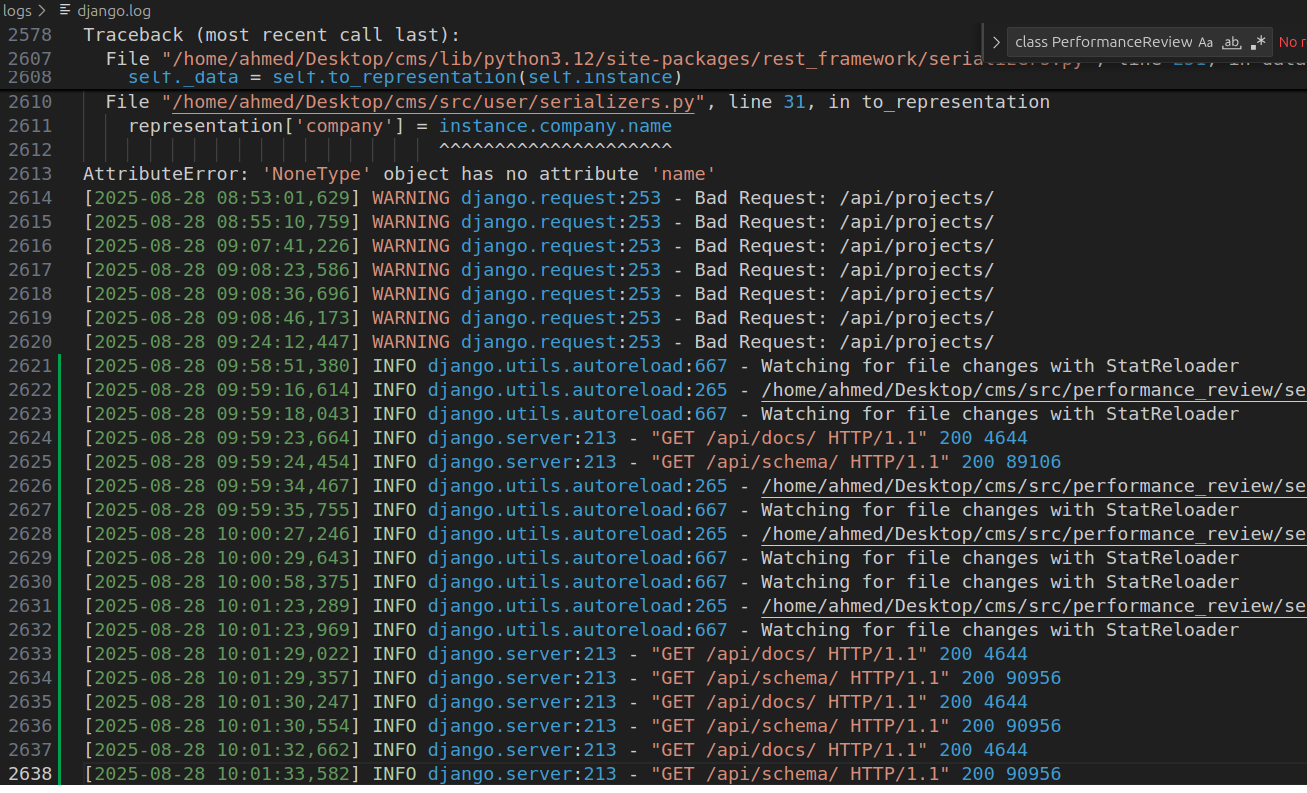 logs > django.log
2578 Traceback (most recent call last):
class PerformanceReview Aa ab .* No r
2607 File "/home/ahmed/Desktop/cms/lib/python3.12/site-packages/rest_framework/serializers.py", line 251, in data
2608 self._data = self.to_representation(self.instance)
2610 File "/home/ahmed/Desktop/cms/src/user/serializers.py", line 31, in to_representation
2611 representation['company'] = instance.company.name
2612 ^^^^^^^^^^^^^^^^^^^^^
2613 AttributeError: 'NoneType' object has no attribute 'name'
2614 [2025-08-28 08:53:01,629] WARNING django.request:253 - Bad Request: /api/projects/
2615 [2025-08-28 08:55:10,759] WARNING django.request:253 - Bad Request: /api/projects/
2616 [2025-08-28 09:07:41,226] WARNING django.request:253 - Bad Request: /api/projects/
2617 [2025-08-28 09:08:23,586] WARNING django.request:253 - Bad Request: /api/projects/
2618 [2025-08-28 09:08:36,696] WARNING django.request:253 - Bad Request: /api/projects/
2619 [2025-08-28 09:08:46,173] WARNING django.request:253 - Bad Request: /api/projects/
2620 [2025-08-28 09:24:12,447] WARNING django.request:253 - Bad Request: /api/projects/
2621 [2025-08-28 09:58:51,380] INFO django.utils.autoreload:667 - Watching for file changes with StatReloader
2622 [2025-08-28 09:59:16,614] INFO django.utils.autoreload:265 - /home/ahmed/Desktop/cms/src/performance_review/se
2623 [2025-08-28 09:59:18,043] INFO django.utils.autoreload:667 - Watching for file changes with StatReloader
2624 [2025-08-28 09:59:23,664] INFO django.server:213 - "GET /api/docs/ HTTP/1.1" 200 4644
2625 [2025-08-28 09:59:24,454] INFO django.server:213 - "GET /api/schema/ HTTP/1.1" 200 89106
2626 [2025-08-28 09:59:34,467] INFO django.utils.autoreload:265 - /home/ahmed/Desktop/cms/src/performance_review/se
2627 [2025-08-28 09:59:35,755] INFO django.utils.autoreload:667 - Watching for file changes with StatReloader
2628 [2025-08-28 10:00:27,246] INFO django.utils.autoreload:265 - /home/ahmed/Desktop/cms/src/performance_review/se
2629 [2025-08-28 10:00:29,643] INFO django.utils.autoreload:667 - Watching for file changes with StatReloader
2630 [2025-08-28 10:00:58,375] INFO django.utils.autoreload:667 - Watching for file changes with StatReloader
2631 [2025-08-28 10:01:23,289] INFO django.utils.autoreload:265 - /home/ahmed/Desktop/cms/src/performance_review/se
2632 [2025-08-28 10:01:23,969] INFO django.utils.autoreload:667 - Watching for file changes with StatReloader
2633 [2025-08-28 10:01:29,022] INFO django.server:213 - "GET /api/docs/ HTTP/1.1" 200 4644
2634 [2025-08-28 10:01:29,357] INFO django.server:213 - "GET /api/schema/ HTTP/1.1" 200 90956
2635 [2025-08-28 10:01:30,247] INFO django.server:213 - "GET /api/docs/ HTTP/1.1" 200 4644
2636 [2025-08-28 10:01:30,554] INFO django.server:213 - "GET /api/schema/ HTTP/1.1" 200 90956
2637 [2025-08-28 10:01:32,662] INFO django.server:213 - "GET /api/docs/ HTTP/1.1" 200 4644
2638 [2025-08-28 10:01:33,582] INFO django.server:213 - "GET /api/schema/ HTTP/1.1" 200 90956